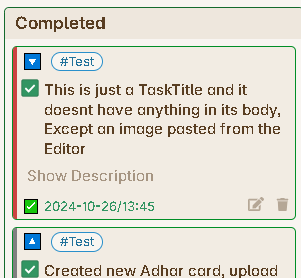 Completed
#Test
This is just a TaskTitle and it
doesnt have anything in its body,
Except an image pasted from the
Editor
Show Description
2024-10-26/13:45
#Test
Created new Adhar card, upload